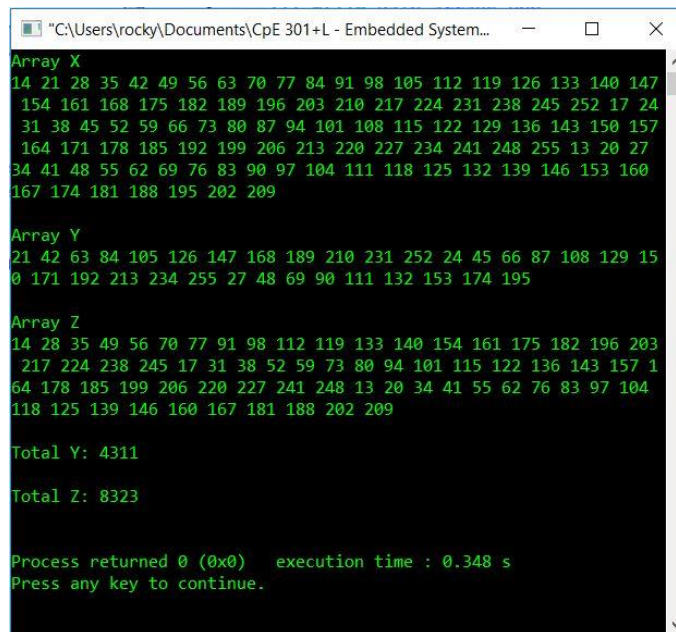 "C:\Users\rocky\Documents\CpE 301+L - Embedded System...
Array X
14 21 28 35 42 49 56 63 70 77 84 91 98 105 112 119 126 133 140 147
154 161 168 175 182 189 196 203 210 217 224 231 238 245 252 17 24
31 38 45 52 59 66 73 80 87 94 101 108 115 122 129 136 143 150 157
164 171 178 185 192 199 206 213 220 227 234 241 248 255 13 20 27
34 41 48 55 62 69 76 83 90 97 104 111 118 125 132 139 146 153 160
167 174 181 188 195 202 209
Array Y
21 42 63 84 105 126 147 168 189 210 231 252 24 45 66 87 108 129 15
0 171 192 213 234 255 27 48 69 90 111 132 153 174 195
Array Z
14 28 35 49 56 70 77 91 98 112 119 133 140 154 161 175 182 196 203
217 224 238 245 17 31 38 52 59 73 80 94 101 115 122 136 143 157 1
64 178 185 199 206 220 227 241 248 13 20 34 41 55 62 76 83 97 104
118 125 139 146 160 167 181 188 202 209
Total Y: 4311
Total Z: 8323
Process returned 0 (0x0)   execution time : 0.348 s
Press any key to continue.